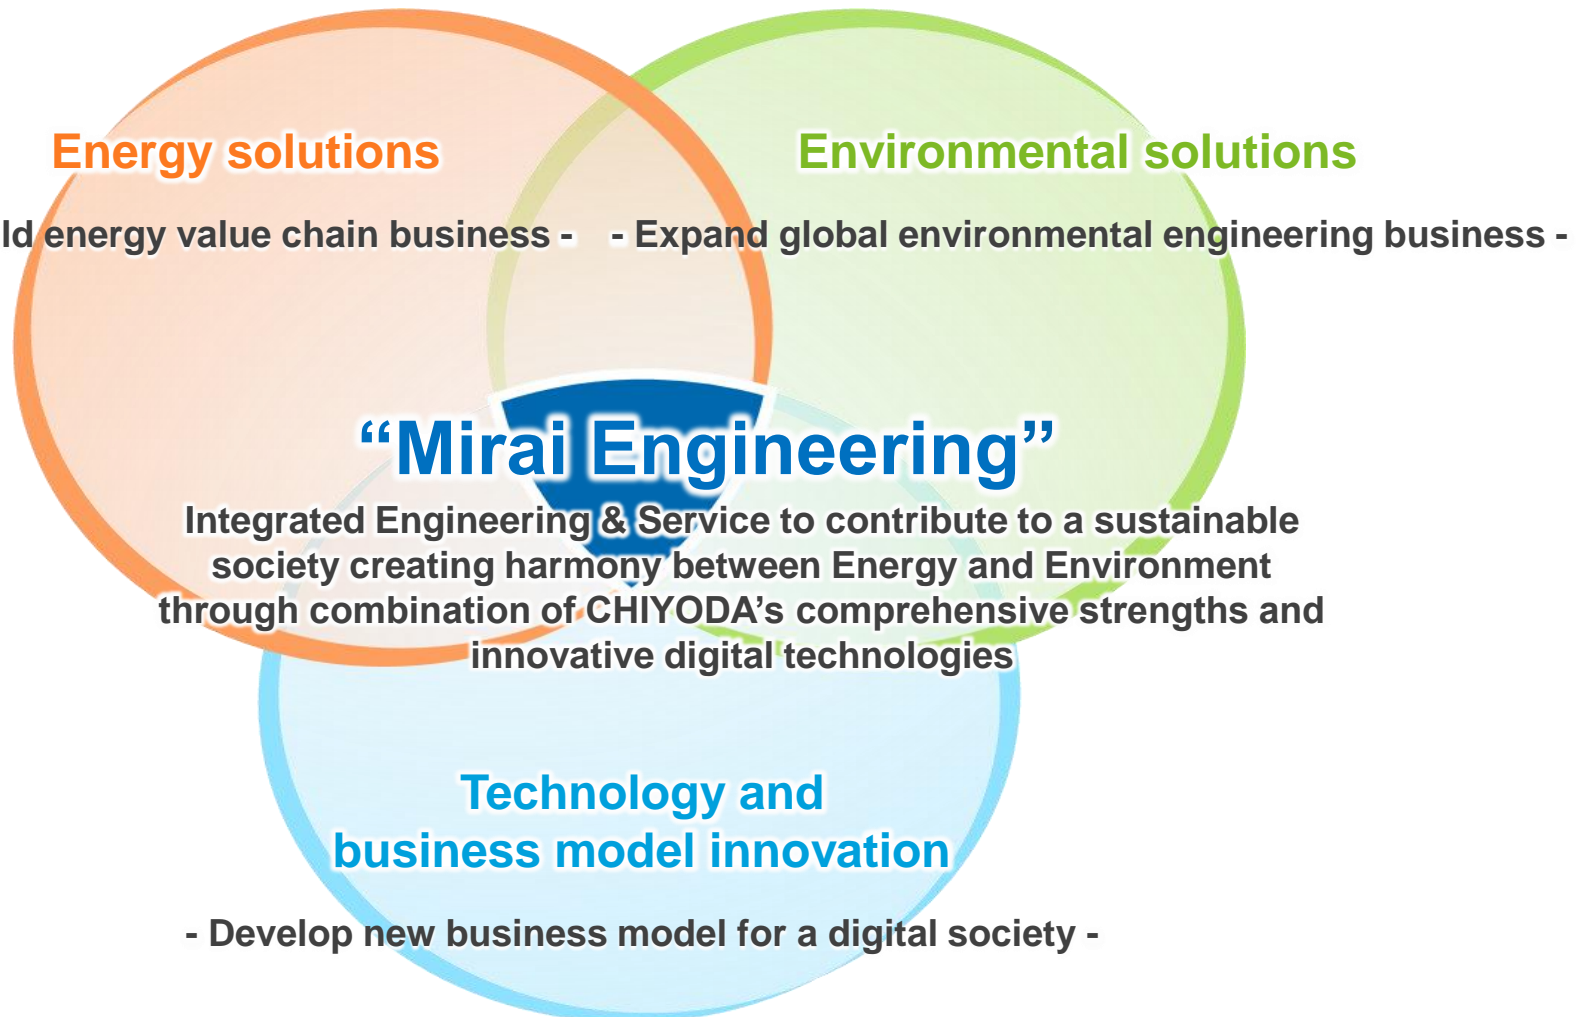 Energy solutions
Environmental solutions
energy value chain business -
- Expand global environmental engineering business -
“Mirai Engineering”
Integrated Engineering & Service to contribute to a sustainable
society creating harmony between Energy and Environment
through combination of CHIYODA’s comprehensive strengths and
innovative digital technologies
Technology and
business model innovation
- Develop new business model for a digital society -